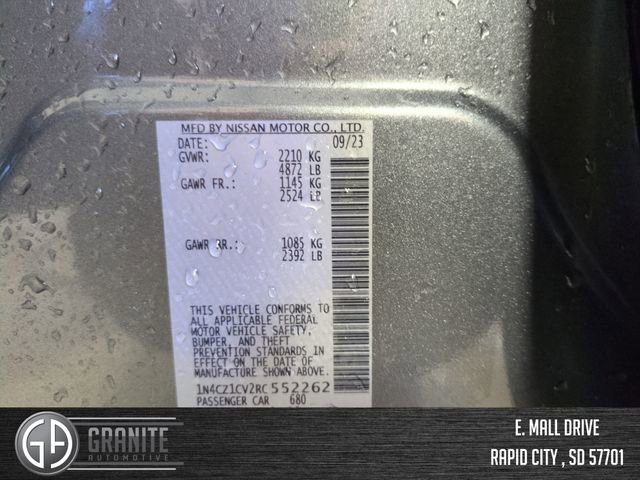 MFD BY NISSAN MOTOR CO., LTD.
DATE: 09/23
GVWR: 2210 KG
4872 LB
GAWR FR.: 1145 KG
2524 LB
GAWR RR.: 1085 KG
2392 LB
THIS VEHICLE CONFORMS TO
ALL APPLICABLE FEDERAL
MOTOR VEHICLE SAFETY,
BUMPER, AND THEFT
PREVENTION STANDARDS IN
EFFECT ON THE DATE OF
MANUFACTURE SHOWN ABOVE.
1N4CZ1CV2RC552262
PASSENGER CAR 680
GA GRANITE
AUTOMOTIVE
E. MALL DRIVE
RAPID CITY , SD 57701